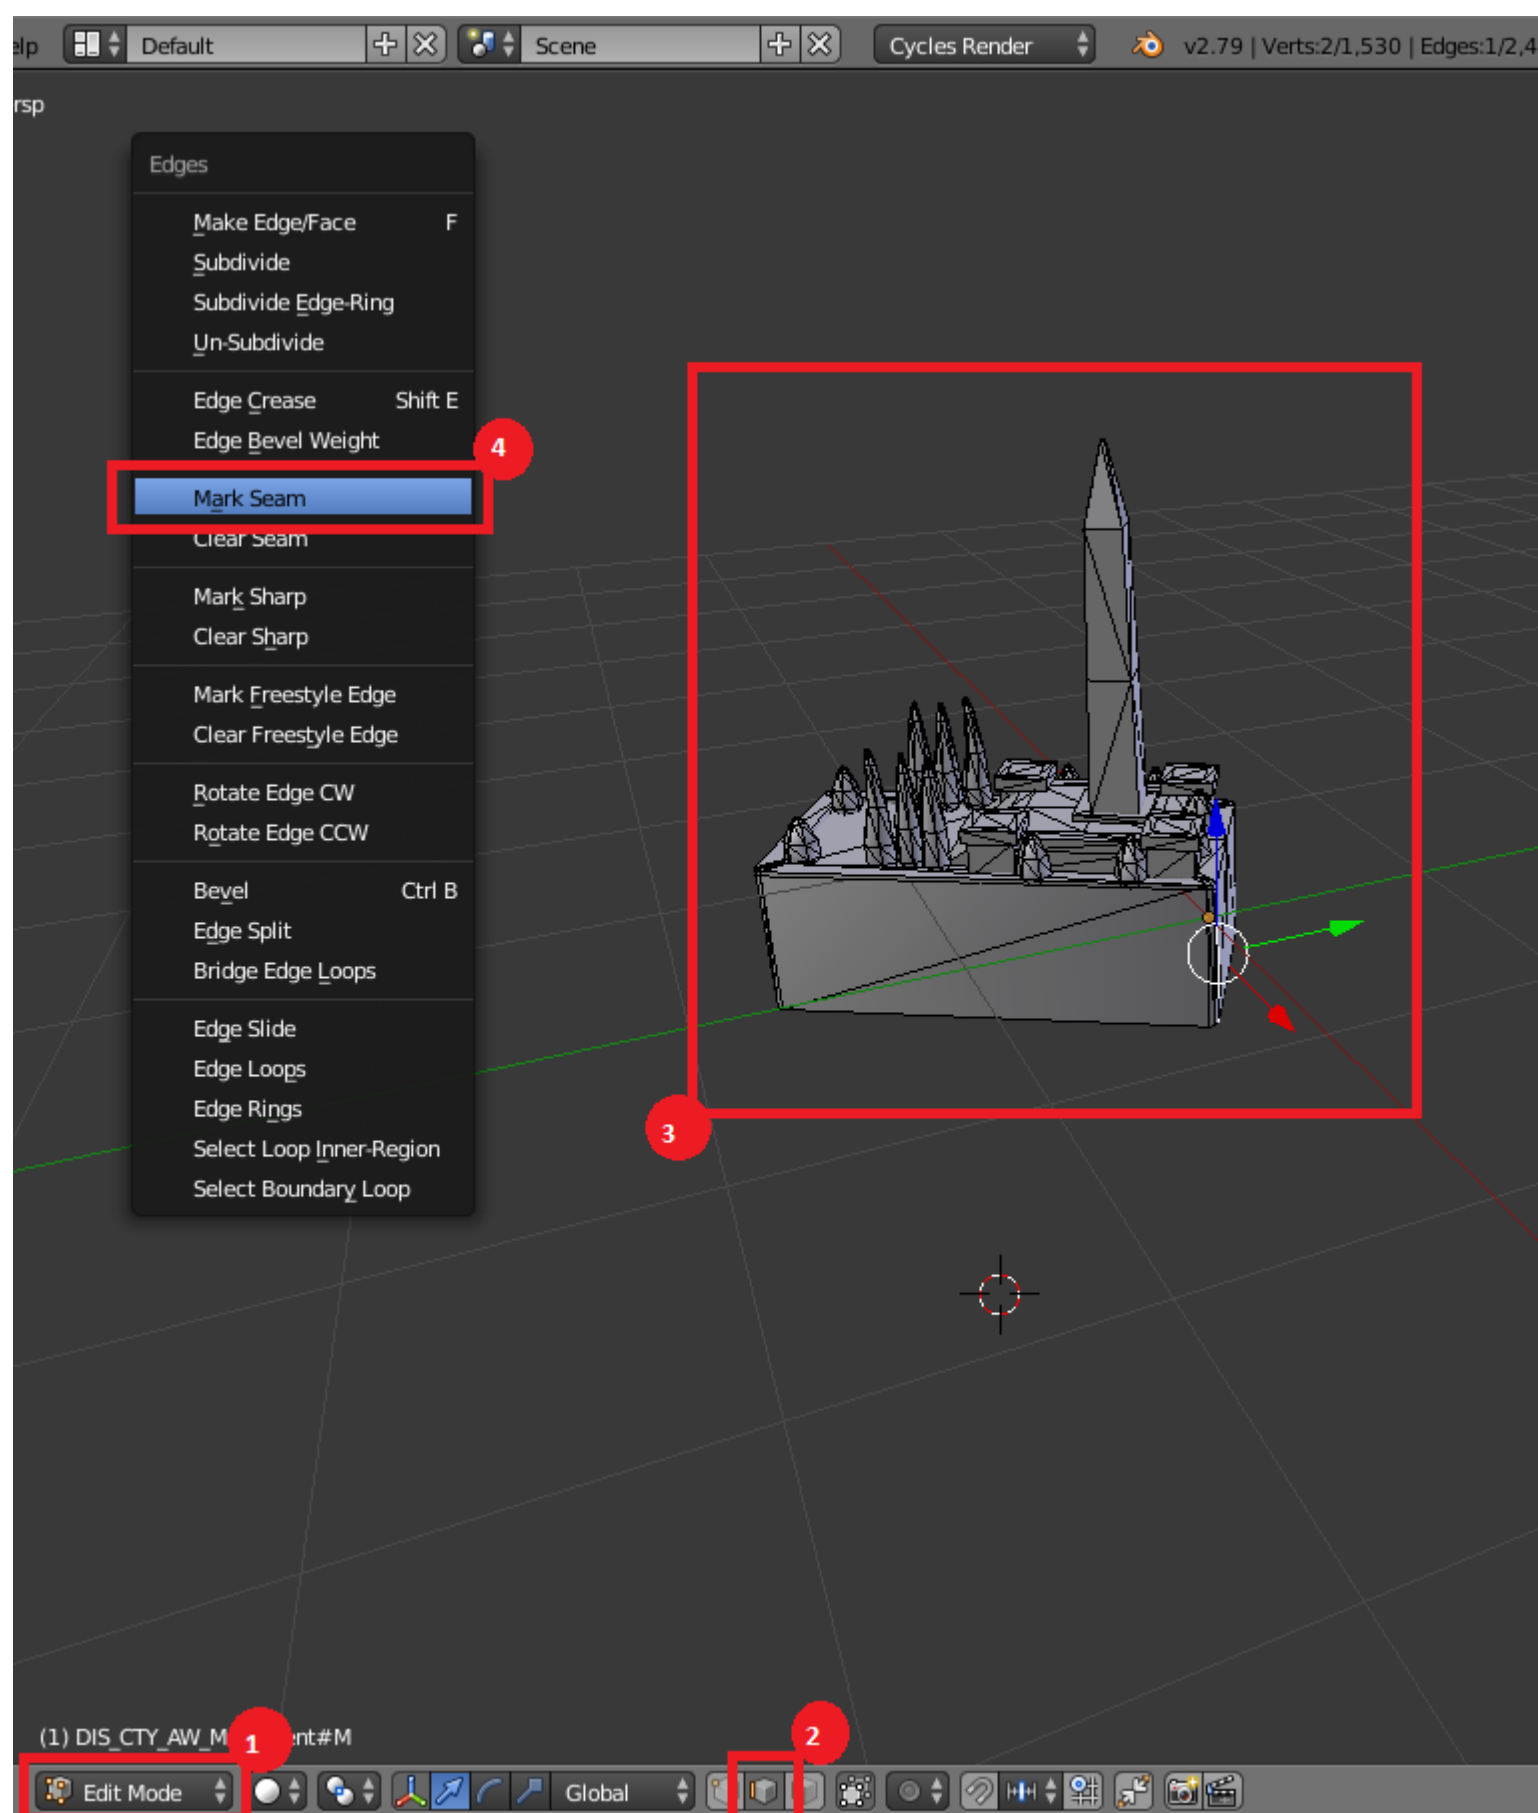 elp Default Scene Cycles Render v2.79 | Verts:2/1,530 | Edges:1/2,4
rsp
Edges
Make Edge/Face F
Subdivide
Subdivide Edge-Ring
Un-Subdivide
Edge Crease Shift E
Edge Bevel Weight
4
Mark Seam
Clear Seam
Mark Sharp
Clear Sharp
Mark Freestyle Edge
Clear Freestyle Edge
Rotate Edge CW
Rotate Edge CCW
Bevel Ctrl B
Edge Split
Bridge Edge Loops
Edge Slide
Edge Loops
Edge Rings
3
Select Loop Inner-Region
Select Boundary Loop
(1) DIS_CTY_AW_M 1 ent#M 2
Edit Mode Global